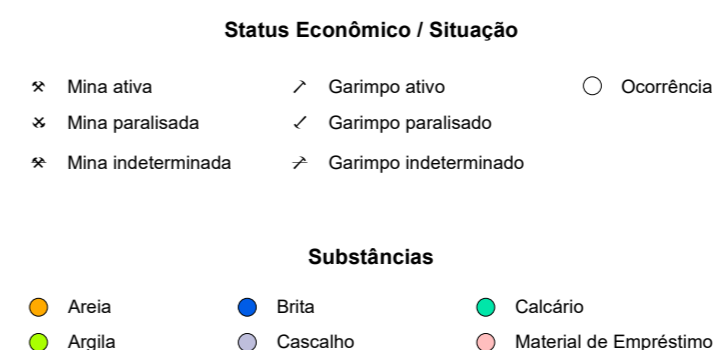 Status Econômico / Situação
Mina ativa Garimpo ativo Ocorrência
Mina paralisada Garimpo paralisado
Mina indeterminada Garimpo indeterminado
Substâncias
Areia Brita Calcário
Argila Cascalho Material de Empréstimo